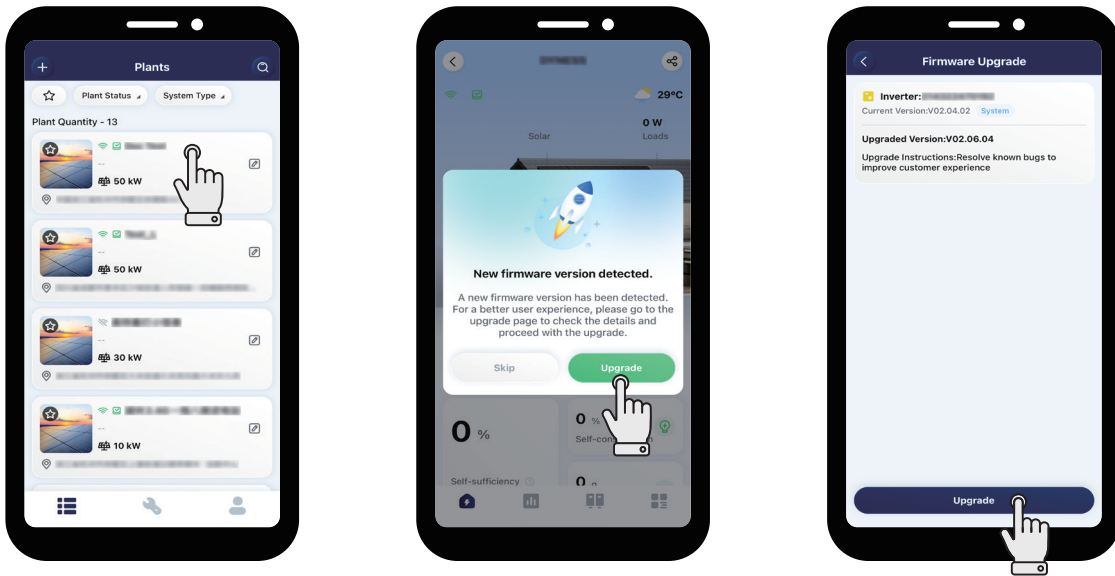 Plants
Plant Status
System Type
Plant Quantity - 13
--
50 kW
--
50 kW
--
30 kW
--
10 kW
29°C
0 W
Solar
Loads
New firmware version detected.
A new firmware version has been detected.
For a better user experience, please go to the
upgrade page to check the details and
proceed with the upgrade.
Skip
Upgrade
0 %
0 %
Self-sufficiency
0
Firmware Upgrade
Inverter:
Current Version:V02.04.02 System
Upgraded Version:V02.06.04
Upgrade Instructions:Resolve known bugs to
improve customer experience
Upgrade